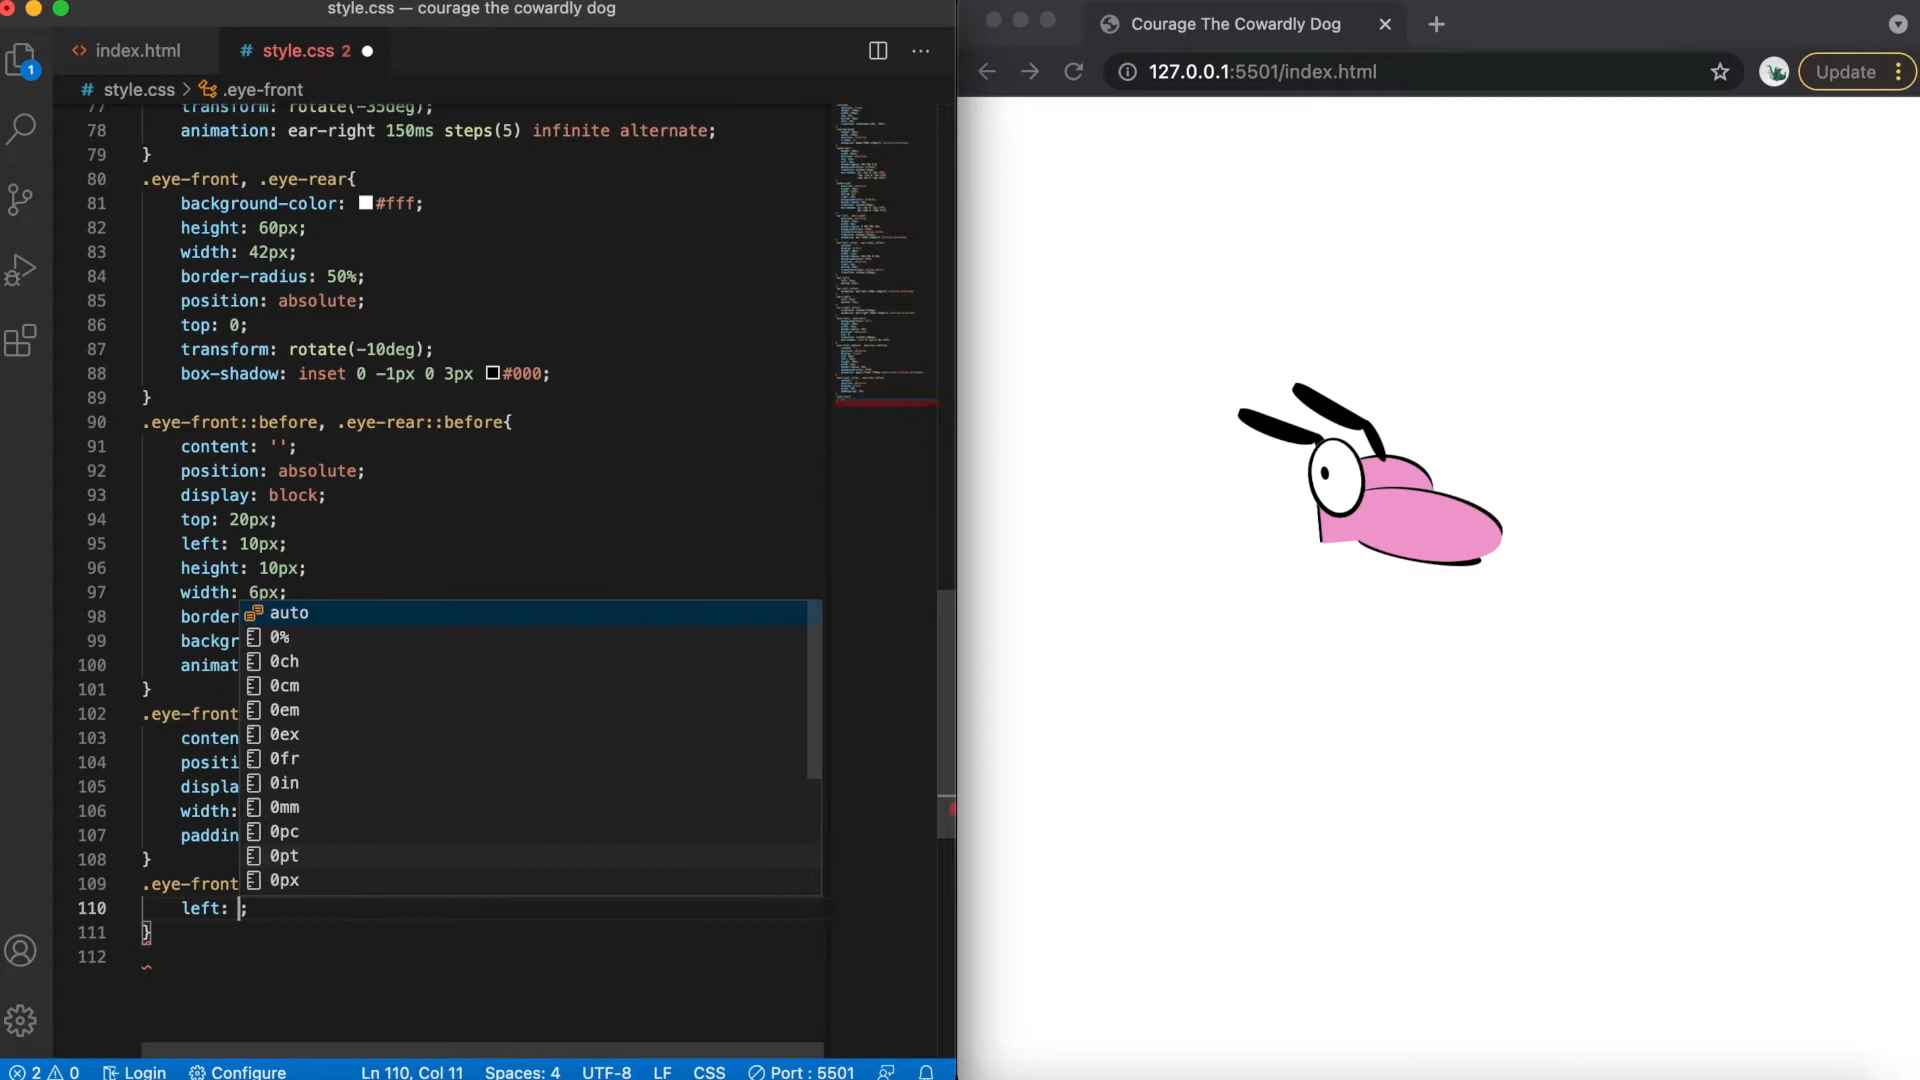 style.css — courage the cowardly dog
<> index.html
# style.css 2
# style.css > .eye-front
1
77 transform: rotate(-35deg);
78 animation: ear-right 150ms steps(5) infinite alternate;
79 }
80 .eye-front, .eye-rear{
81 background-color: #fff;
82 height: 60px;
83 width: 42px;
84 border-radius: 50%;
85 position: absolute;
86 top: 0;
87 transform: rotate(-10deg);
88 box-shadow: inset 0 -1px 0 3px #000;
89 }
90 .eye-front::before, .eye-rear::before{
91 content: '';
92 position: absolute;
93 display: block;
94 top: 20px;
95 left: 10px;
96 height: 10px;
97 width: 6px;
98 border
99 backgr
100 animat
101 }
102 .eye-front
103 conten
104 positi
105 displa
106 width:
107 paddin
108 }
109 .eye-front
110 left: ;
111 }
112
auto
0%
0ch
0cm
0em
0ex
0fr
0in
0mm
0pc
0pt
0px
2 0 Login Configure Ln 110, Col 11 Spaces: 4 UTF-8 LF CSS Port : 5501
Courage The Cowardly Dog
127.0.0.1:5501/index.html
Update